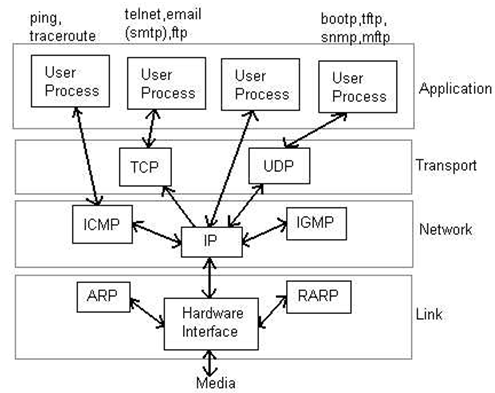 ping,
traceroute
telnet,email
(smtp),ftp
bootp,tftp,
snmp,mftp
User
Process
User
Process
User
Process
User
Process
Application
TCP
UDP
Transport
ICMP
IP
IGMP
Network
ARP
Hardware
Interface
RARP
Link
Media